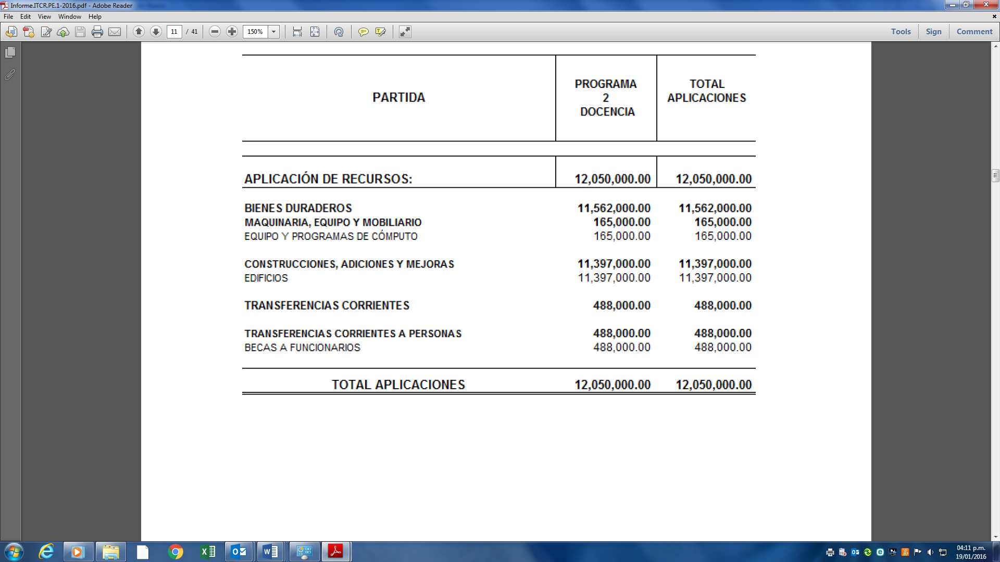 Informe.ITCR.PE.1-2016.pdf - Adobe Reader
File Edit View Window Help
11 / 41 150% Tools Sign Comment
PARTIDA
PROGRAMA
2
DOCENCIA
TOTAL
APLICACIONES
APLICACIÓN DE RECURSOS: 12,050,000.00 12,050,000.00
BIENES DURADEROS 11,562,000.00 11,562,000.00
MAQUINARIA, EQUIPO Y MOBILIARIO 165,000.00 165,000.00
EQUIPO Y PROGRAMAS DE CÓMPUTO 165,000.00 165,000.00
CONSTRUCCIONES, ADICIONES Y MEJORAS 11,397,000.00 11,397,000.00
EDIFICIOS 11,397,000.00 11,397,000.00
TRANSFERENCIAS CORRIENTES 488,000.00 488,000.00
TRANSFERENCIAS CORRIENTES A PERSONAS 488,000.00 488,000.00
BECAS A FUNCIONARIOS 488,000.00 488,000.00
TOTAL APLICACIONES 12,050,000.00 12,050,000.00
04:11 p.m.
19/01/2016